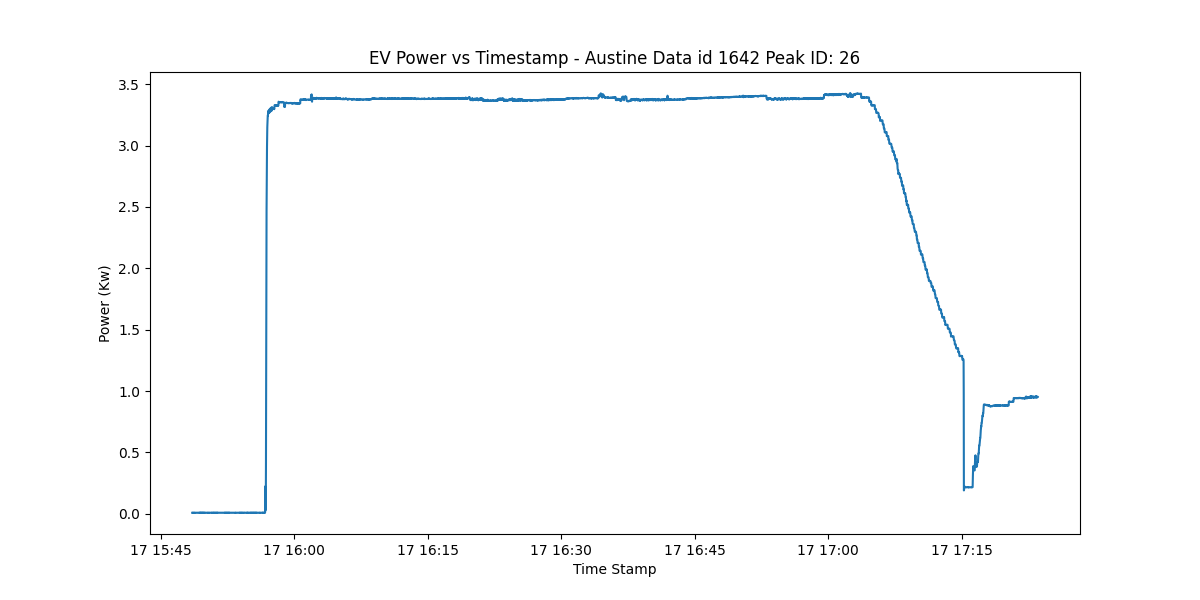 EV Power vs Timestamp - Austine Data id 1642 Peak ID: 26
Power (Kw)
3.5
3.0
2.5
2.0
1.5
1.0
0.5
0.0
17 15:45 17 16:00 17 16:15 17 16:30 17 16:45 17 17:00 17 17:15
Time Stamp